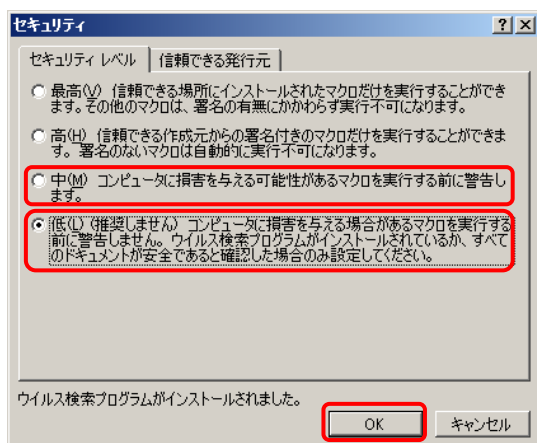 セキュリティ
セキュリティ レベル 信頼できる発行元
最高(V) 信頼できる場所にインストールされたマクロだけを実行することができ
ます。その他のマクロは、署名の有無にかかわらず実行不可になります。
高(H) 信頼できる作成元からの署名付きのマクロだけを実行することができま
す。署名のないマクロは自動的に実行不可になります。
中(M) コンピュータに損害を与える可能性があるマクロを実行する前に警告し
ます。
低(L) (推奨しません) コンピュータに損害を与える場合があるマクロを実行する
前に警告しません。ウイルス検索プログラムがインストールされているか、すべて
のドキュメントが安全であると確認した場合のみ設定してください。
ウイルス検索プログラムがインストールされました。
OK キャンセル